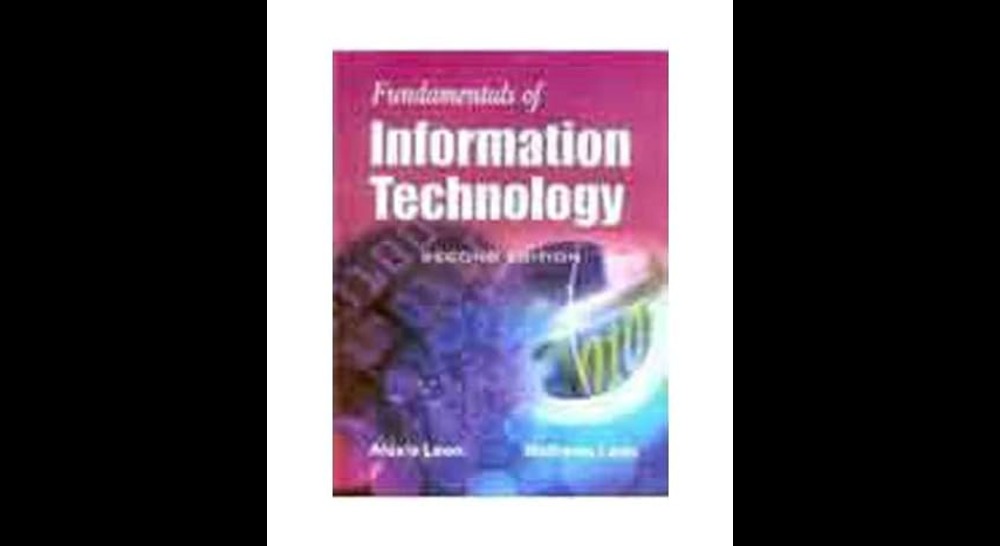 Fundamentals of
Information
Technology
SECOND EDITION
Alexis Leon
Mathews Leon